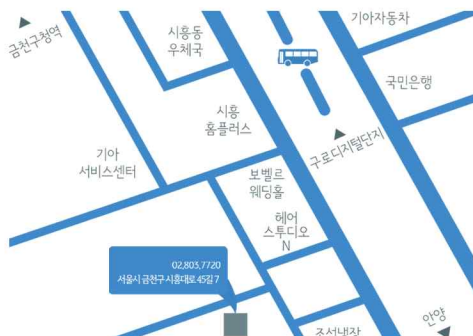 금천구청역
시흥동
우체국
기아자동차
국민은행
시흥
홈플러스
구로디지털단지
기아
서비스센터
보벨르
웨딩홀
헤어
스투디오
N
02.803.7720
서울시 금천구 시흥대로 45길 7
안양
조선냉장